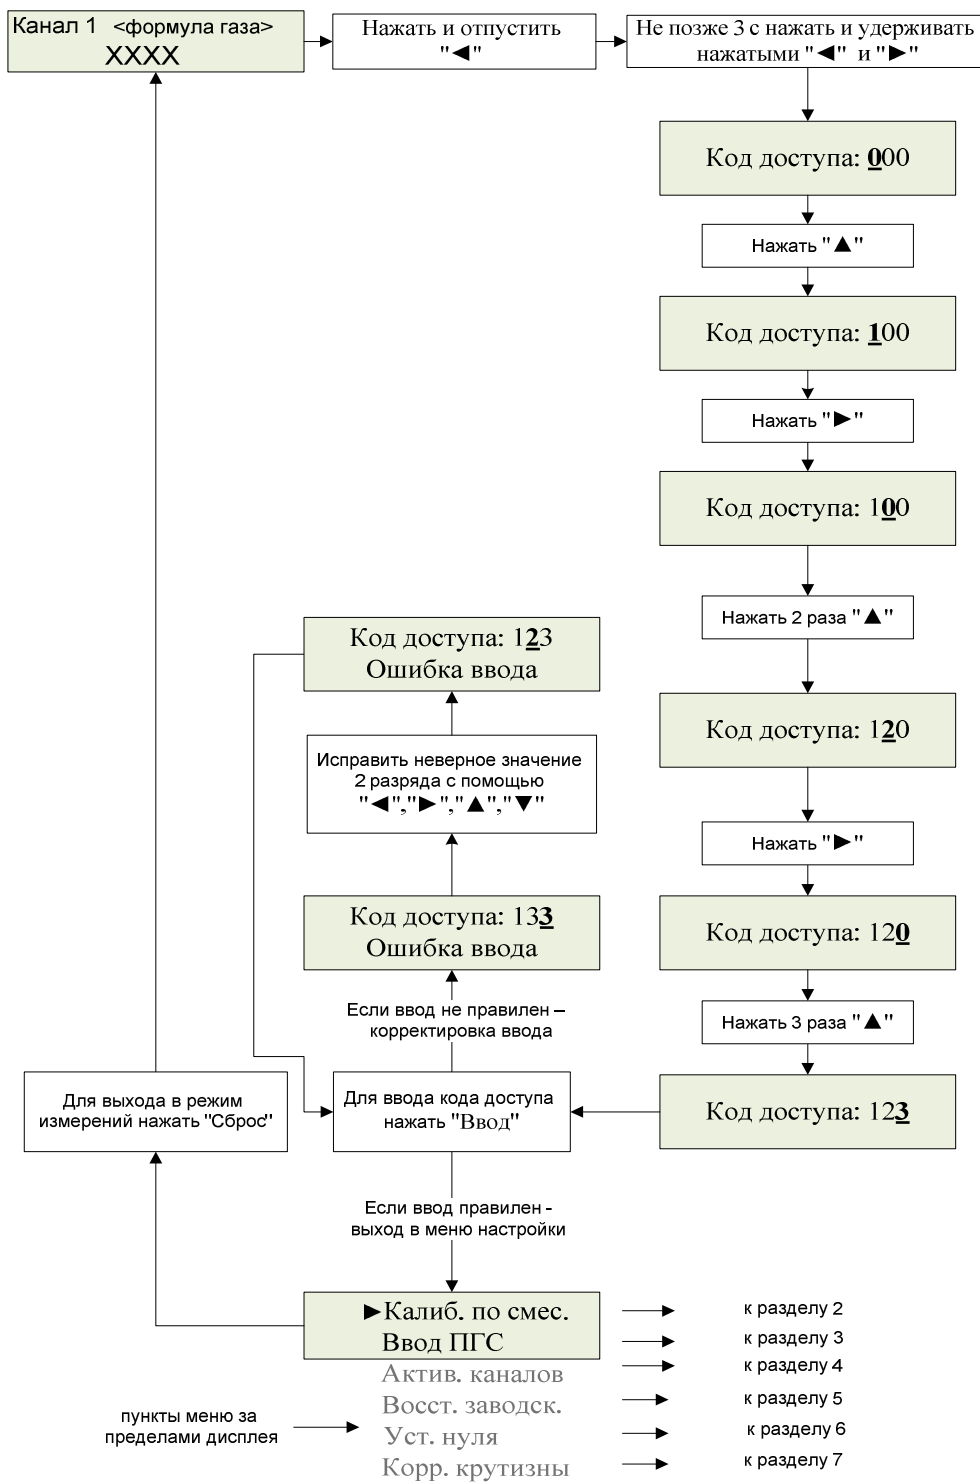 Канал 1 <формула газа>
XXXX
Нажать и отпустить
"◄"
Не позже 3 с нажать и удерживать
нажатыми "◄" и "►"
Код доступа: 000
Нажать "▲"
Код доступа: 100
Нажать "►"
Код доступа: 100
Нажать 2 раза "▲"
Код доступа: 120
Нажать "►"
Код доступа: 120
Нажать 3 раза "▲"
Код доступа: 123
Код доступа: 123
Ошибка ввода
Исправить неверное значение
2 разряда с помощью
"◄","►","▲","▼"
Код доступа: 133
Ошибка ввода
Если ввод не правилен –
корректировка ввода
Для ввода кода доступа
нажать "Ввод"
Для выхода в режим
измерений нажать "Сброс"
Если ввод правилен -
выход в меню настройки
►Калиб. по смес.
Ввод ПГС
Актив. каналов
Восст. заводск.
Уст. нуля
Корр. крутизны
пункты меню за
пределами дисплея
к разделу 2
к разделу 3
к разделу 4
к разделу 5
к разделу 6
к разделу 7